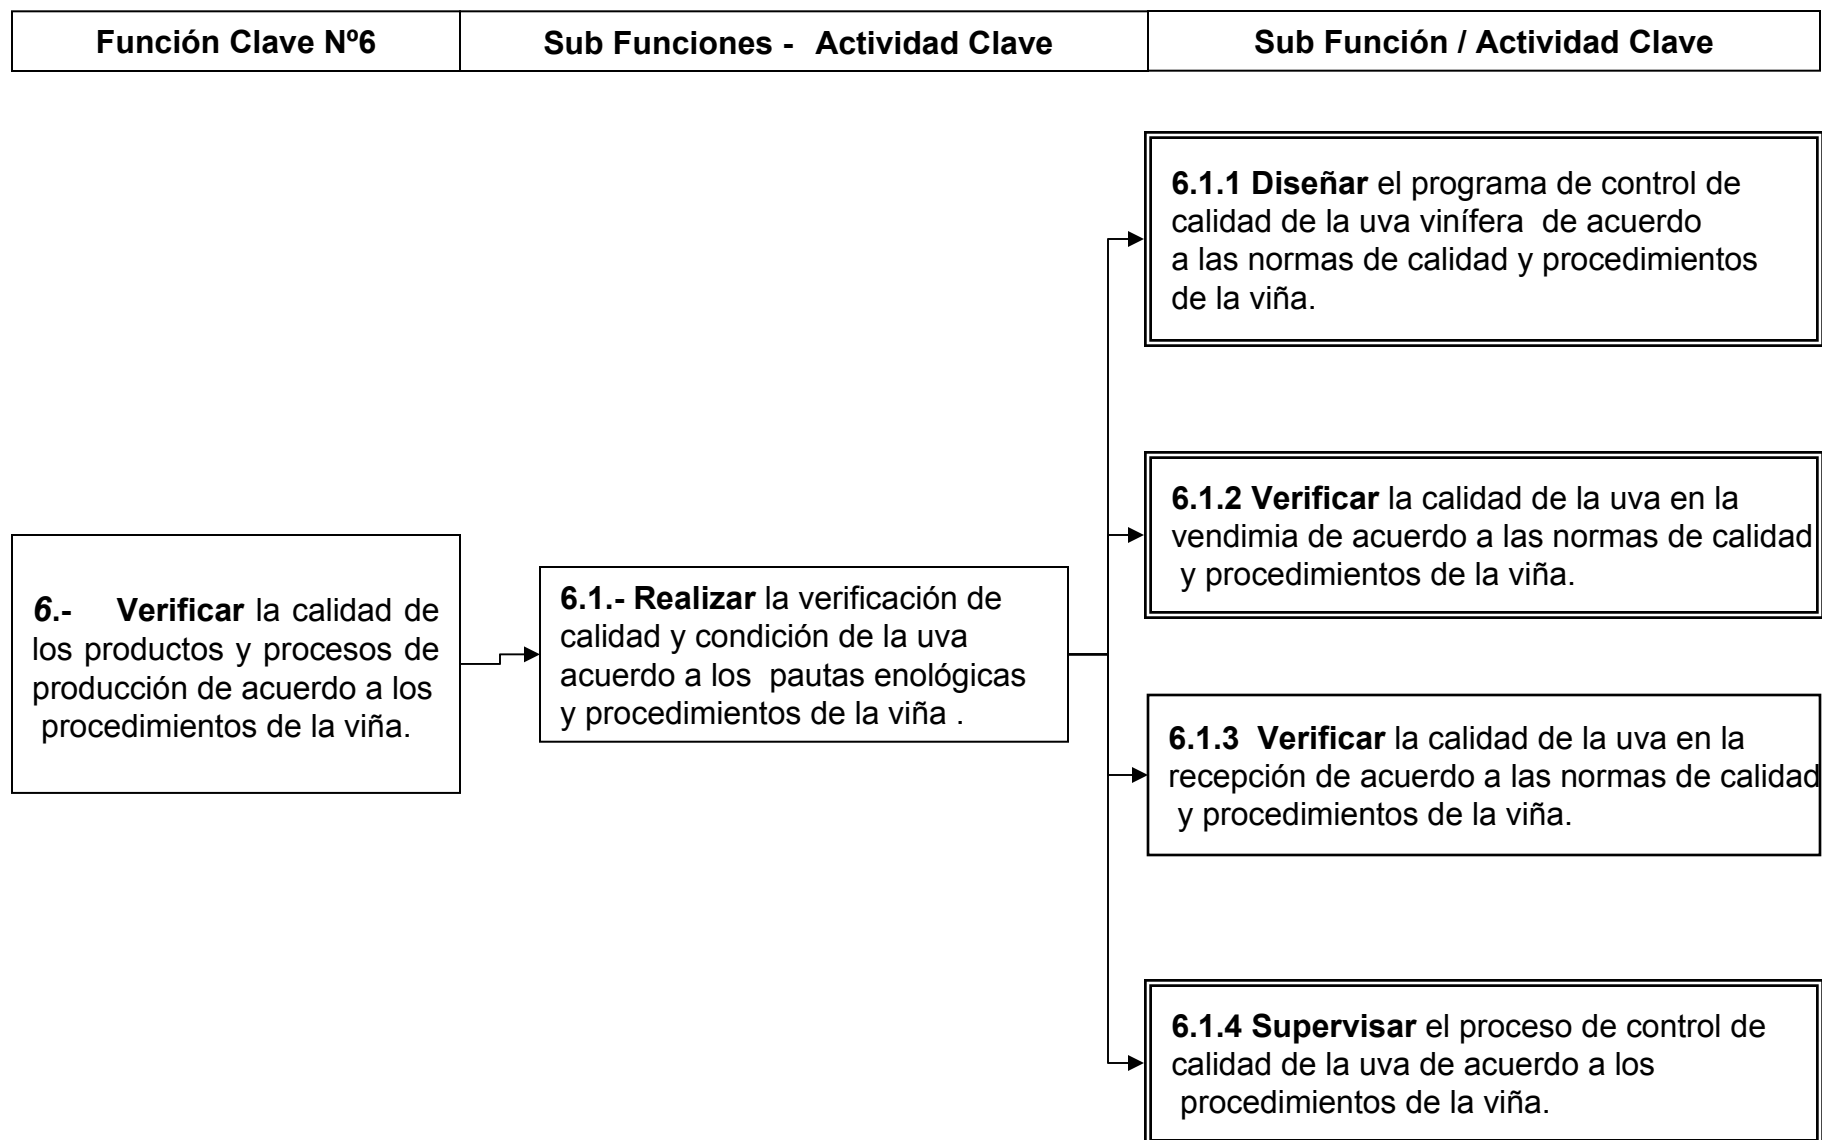 Función Clave Nº6
Sub Funciones - Actividad Clave
Sub Función / Actividad Clave
6.- Verificar la calidad de
los productos y procesos de
producción de acuerdo a los
procedimientos de la viña.
6.1.- Realizar la verificación de
calidad y condición de la uva
acuerdo a los pautas enológicas
y procedimientos de la viña .
6.1.1 Diseñar el programa de control de
calidad de la uva vinífera de acuerdo
a las normas de calidad y procedimientos
de la viña.
6.1.2 Verificar la calidad de la uva en la
vendimia de acuerdo a las normas de calidad
y procedimientos de la viña.
6.1.3 Verificar la calidad de la uva en la
recepción de acuerdo a las normas de calidad
y procedimientos de la viña.
6.1.4 Supervisar el proceso de control de
calidad de la uva de acuerdo a los
procedimientos de la viña.